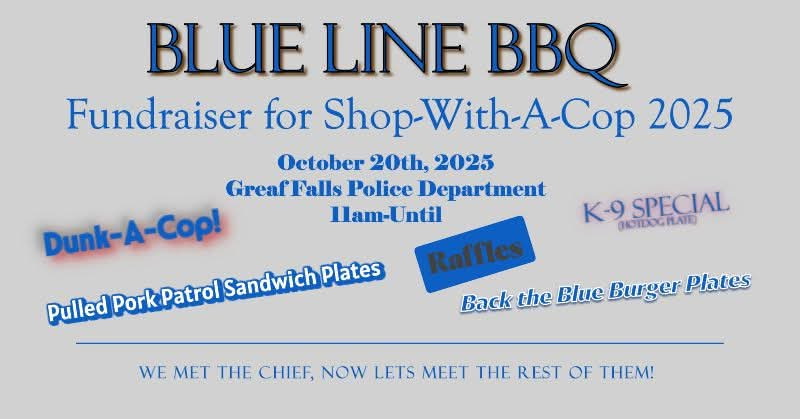 BLUE LINE BBQ
Fundraiser for Shop-With-A-Cop 2025
October 20th, 2025
Greaf Falls Police Department
11am-Until
Dunk-A-Cop!
K-9 SPECIAL
(HOTDOG PLATE)
Raffles
Pulled Pork Patrol Sandwich Plates
Back the Blue Burger Plates
WE MET THE CHIEF, NOW LETS MEET THE REST OF THEM!